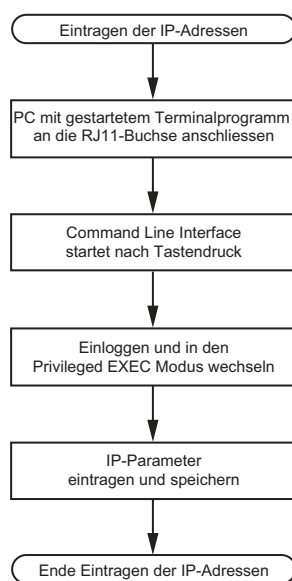 Eintragen der IP-Adressen
PC mit gestartetem Terminalprogramm
an die RJ11-Buchse anschliessen
Command Line Interface
startet nach Tastendruck
Einloggen und in den
Privileged EXEC Modus wechseln
IP-Parameter
eintragen und speichern
Ende Eintragen der IP-Adressen